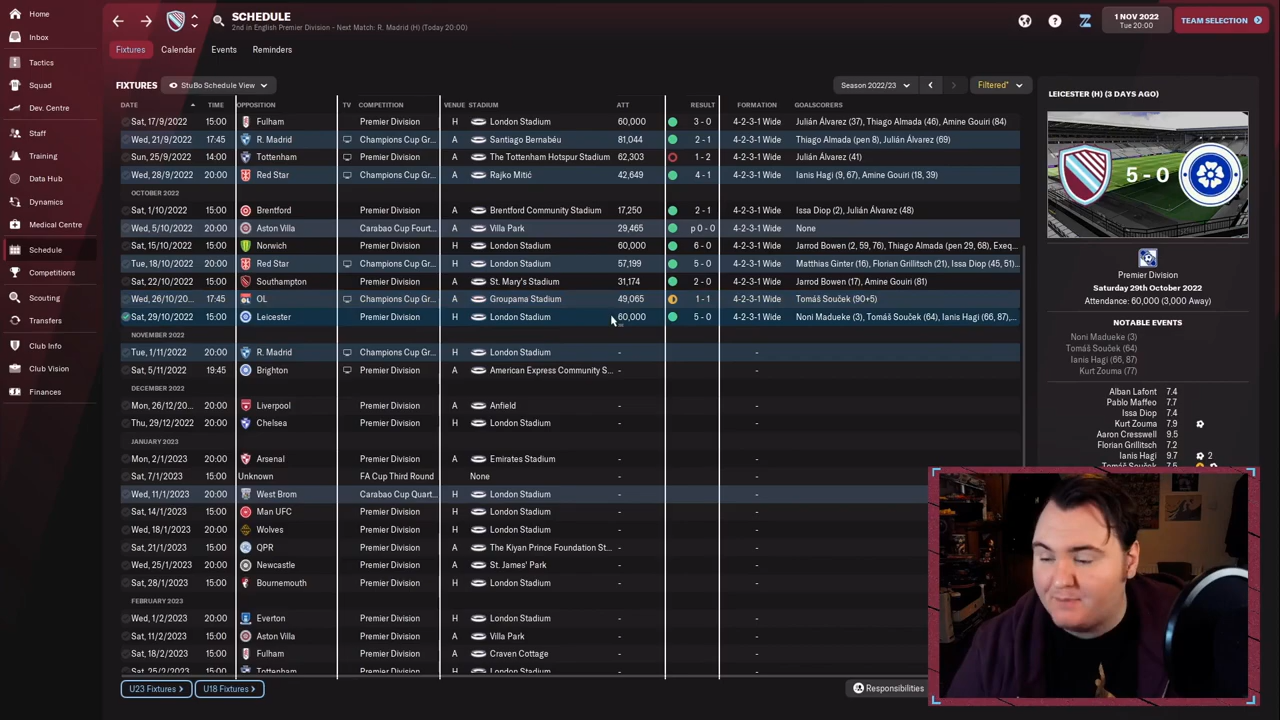 Home
Inbox
Tactics
Squad
Dev. Centre
Staff
Training
Data Hub
Dynamics
Medical Centre
Schedule
Competitions
Scouting
Transfers
Club Info
Club Vision
Finances
SCHEDULE
2nd in English Premier Division - Next Match: R. Madrid (H) (Today 20:00)
1 NOV 2022
Tue 20:00
TEAM SELECTION
Fixtures Calendar Events Reminders
FIXTURES StuBo Schedule View Season 2022/23 Filtered*
DATE TIME OPPOSITION TV COMPETITION VENUE STADIUM ATT RESULT FORMATION GOALSCORERS
Sat, 17/9/2022 15:00 Fulham Premier Division H London Stadium 60,000 3 - 0 4-2-3-1 Wide Julián Álvarez (37), Thiago Almada (46), Amine Gouiri (84)
Wed, 21/9/2022 17:45 R. Madrid Champions Cup Gr... A Santiago Bernabéu 81,044 2 - 1 4-2-3-1 Wide Thiago Almada (pen 8), Julián Álvarez (69)
Sun, 25/9/2022 14:00 Tottenham Premier Division A The Tottenham Hotspur Stadium 62,303 1 - 2 4-2-3-1 Wide Julián Álvarez (41)
Wed, 28/9/2022 20:00 Red Star Champions Cup Gr... A Rajko Mitić 42,649 4 - 1 4-2-3-1 Wide Ianis Hagi (9, 67), Amine Gouiri (18, 39)
OCTOBER 2022
Sat, 1/10/2022 15:00 Brentford Premier Division A Brentford Community Stadium 17,250 2 - 1 4-2-3-1 Wide Issa Diop (2), Julián Álvarez (48)
Wed, 5/10/2022 20:00 Aston Villa Carabao Cup Fourt... A Villa Park 29,465 p 0 - 0 4-2-3-1 Wide None
Sat, 15/10/2022 15:00 Norwich Premier Division H London Stadium 60,000 6 - 0 4-2-3-1 Wide Jarrod Bowen (2, 59, 76), Thiago Almada (pen 29, 68), Exeq...
Tue, 18/10/2022 20:00 Red Star Champions Cup Gr... H London Stadium 57,199 5 - 0 4-2-3-1 Wide Matthias Ginter (16), Florian Grillitsch (21), Issa Diop (45, 51)...
Sat, 22/10/2022 15:00 Southampton Premier Division A St. Mary's Stadium 31,174 2 - 0 4-2-3-1 Wide Jarrod Bowen (17), Amine Gouiri (81)
Wed, 26/10/20... 17:45 OL Champions Cup Gr... A Groupama Stadium 49,065 1 - 1 4-2-3-1 Wide Tomáš Souček (90+5)
Sat, 29/10/2022 15:00 Leicester Premier Division H London Stadium 60,000 5 - 0 4-2-3-1 Wide Noni Madueke (3), Tomáš Souček (64), Ianis Hagi (66, 87),...
NOVEMBER 2022
Tue, 1/11/2022 20:00 R. Madrid Champions Cup Gr... H London Stadium - -
Sat, 5/11/2022 19:45 Brighton Premier Division A American Express Community S... - -
DECEMBER 2022
Mon, 26/12/20... 20:00 Liverpool Premier Division A Anfield - -
Thu, 29/12/2022 20:00 Chelsea Premier Division H London Stadium - -
JANUARY 2023
Mon, 2/1/2023 20:00 Arsenal Premier Division A Emirates Stadium - -
Sat, 7/1/2023 15:00 Unknown FA Cup Third Round None - -
Wed, 11/1/2023 20:00 West Brom Carabao Cup Quart... H London Stadium - -
Sat, 14/1/2023 15:00 Man UFC Premier Division H London Stadium - -
Wed, 18/1/2023 20:00 Wolves Premier Division H London Stadium - -
Sat, 21/1/2023 15:00 QPR Premier Division A The Kiyan Prince Foundation St... - -
Wed, 25/1/2023 20:00 Newcastle Premier Division A St. James' Park - -
Sat, 28/1/2023 15:00 Bournemouth Premier Division H London Stadium - -
FEBRUARY 2023
Wed, 1/2/2023 20:00 Everton Premier Division H London Stadium - -
Sat, 11/2/2023 15:00 Aston Villa Premier Division A Villa Park - -
Sat, 18/2/2023 15:00 Fulham Premier Division A Craven Cottage - -
Sat, 25/2/2023 15:00 Tottenham Premier Division H London Stadium - -
U23 Fixtures U18 Fixtures Responsibilities
LEICESTER (H) (3 DAYS AGO)
5 - 0
Premier Division
Saturday 29th October 2022
Attendance: 60,000 (3,000 Away)
NOTABLE EVENTS
Noni Madueke (3)
Tomáš Souček (64)
Ianis Hagi (66, 87)
Kurt Zouma (77)
Alban Lafont 7.4
Pablo Maffeo 7.7
Issa Diop 7.4
Kurt Zouma 7.9
Aaron Cresswell 9.5
Florian Grillitsch 7.2
Ianis Hagi 9.7 2
Tomáš Souček 7.5